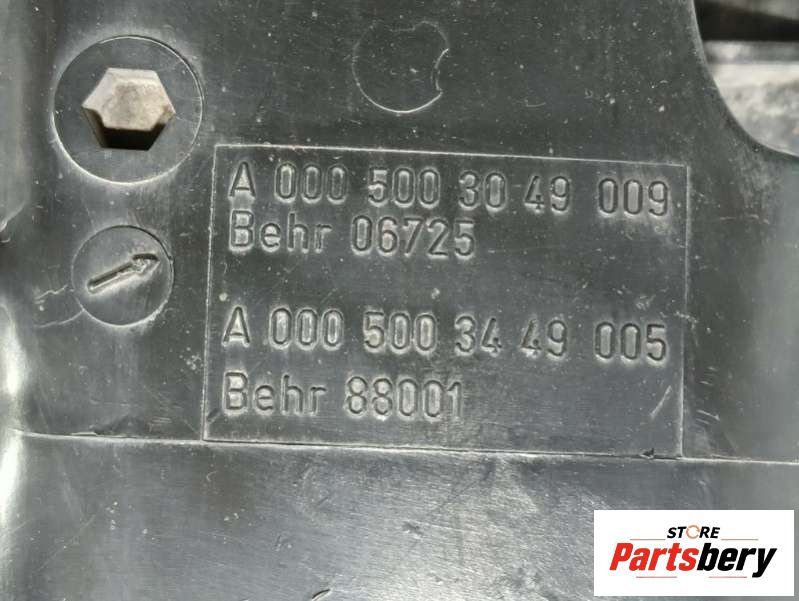 A 000 500 30 49 009
Behr 06725
A 000 500 34 49 005
Behr 88001
STORE
Partsbery